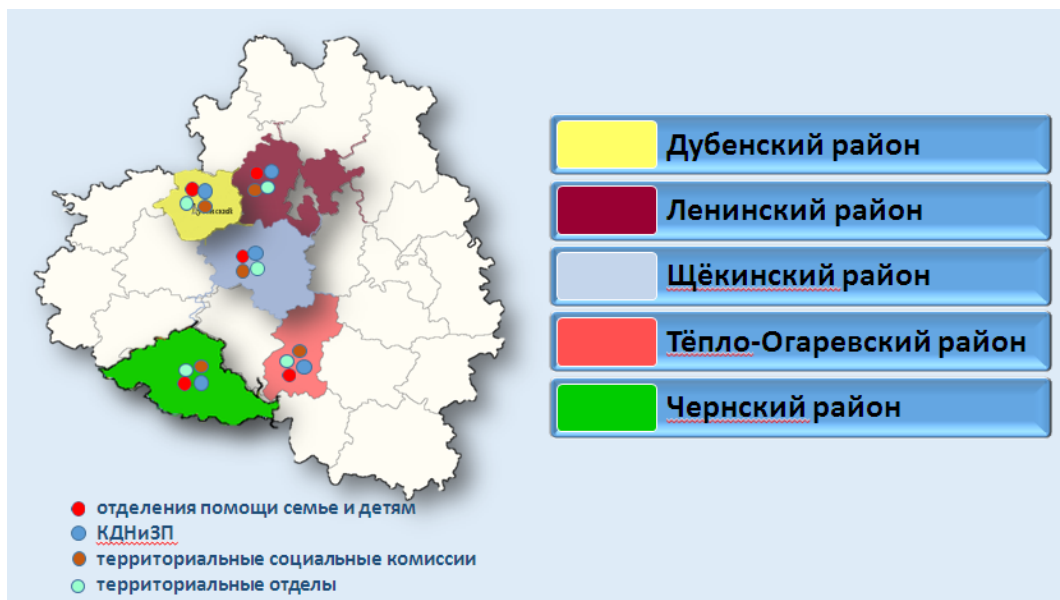 Дубенский район
Ленинский район
Щёкинский район
Тёпло-Огаревский район
Чернский район
Дубенский
отделения помощи семье и детям
КДНиЗП
территориальные социальные комиссии
территориальные отделы